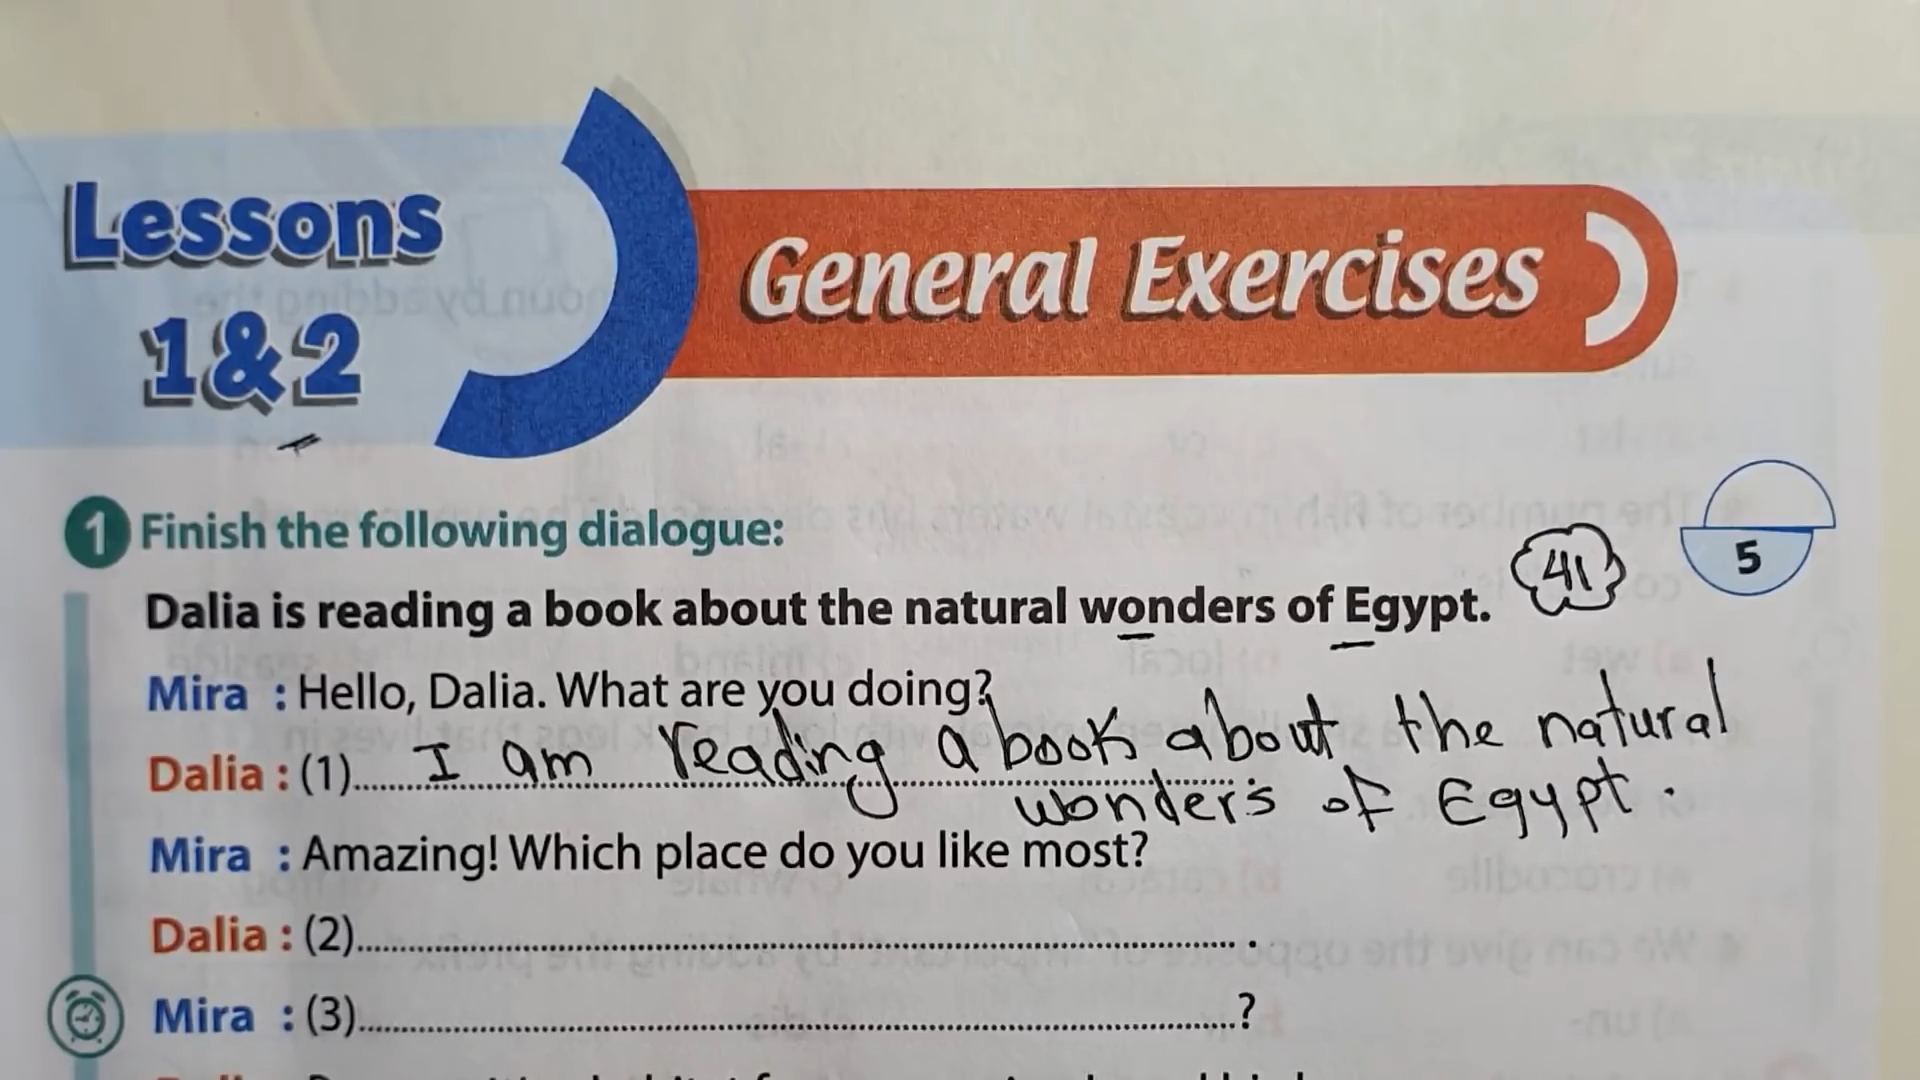 Lessons
1&2
General Exercises
1 Finish the following dialogue:
5
41
Dalia is reading a book about the natural wonders of Egypt.
Mira : Hello, Dalia. What are you doing?
Dalia : (1)..... I am reading a book about the natural
wonders of Egypt.
Mira : Amazing! Which place do you like most?
Dalia : (2)..... .
Mira : (3).....?